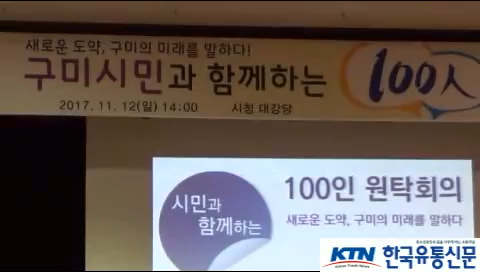 새로운 도약, 구미의 미래를 말하다!
구미시민과 함께하는 100人
2017. 11. 12(일) 14:00 시청 대강당
시민과
함께하는
100인 원탁회의
새로운 도약, 구미의 미래를 말하다
KTN 한국유통신문